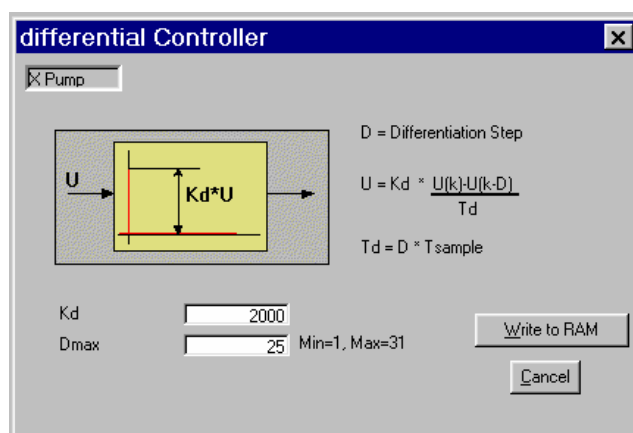 differential Controller
X Pump
D = Differentiation Step
U
Kd*U
U = Kd * U(k)-U(k-D)
Td
Td = D * Tsample
Kd 2000
Dmax 25 Min=1, Max=31
Write to RAM
Cancel